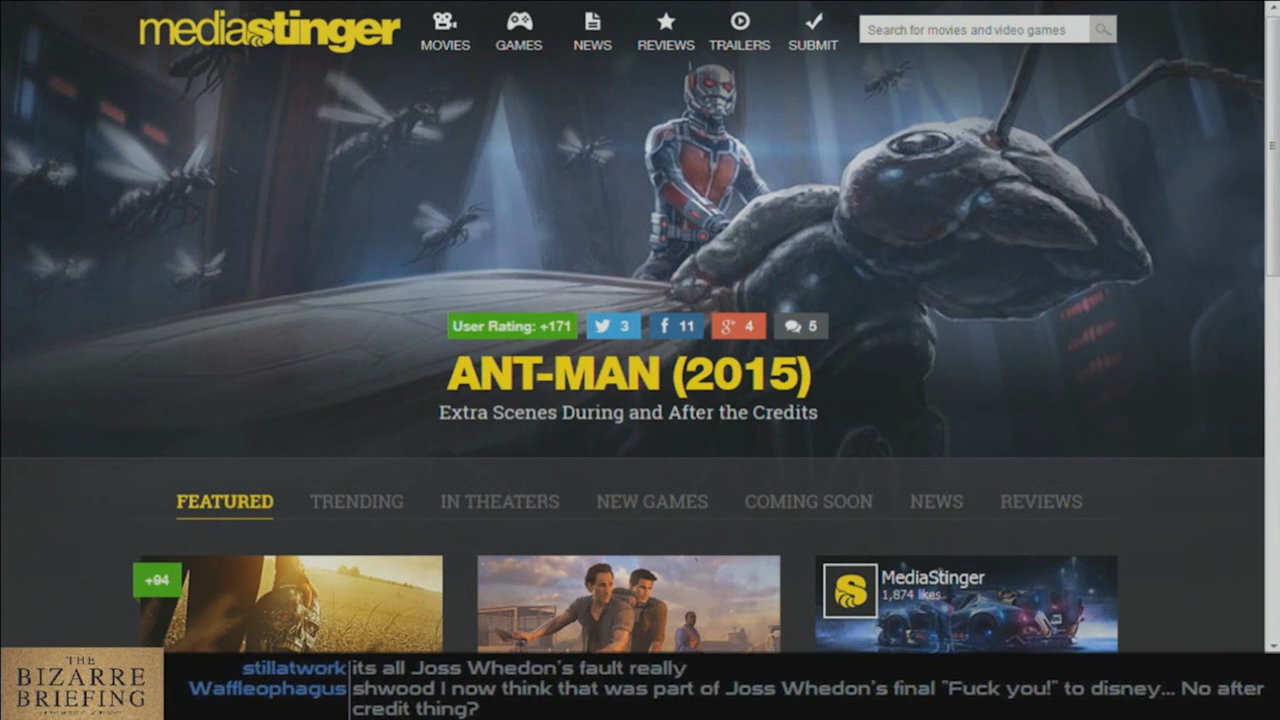 mediastinger
MOVIES GAMES NEWS REVIEWS TRAILERS SUBMIT
Search for movies and video games
User Rating: +171 3 f 11 g+ 4 5
ANT-MAN (2015)
Extra Scenes During and After the Credits
FEATURED TRENDING IN THEATERS NEW GAMES COMING SOON NEWS REVIEWS
+94
S MediaStinger
1,874 likes
THE
BIZARRE
BRIEFING
stillatwork its all Joss Whedon's fault really
Waffleophagus shwood I now think that was part of Joss Whedon's final "Fuck you!" to disney... No after
credit thing?